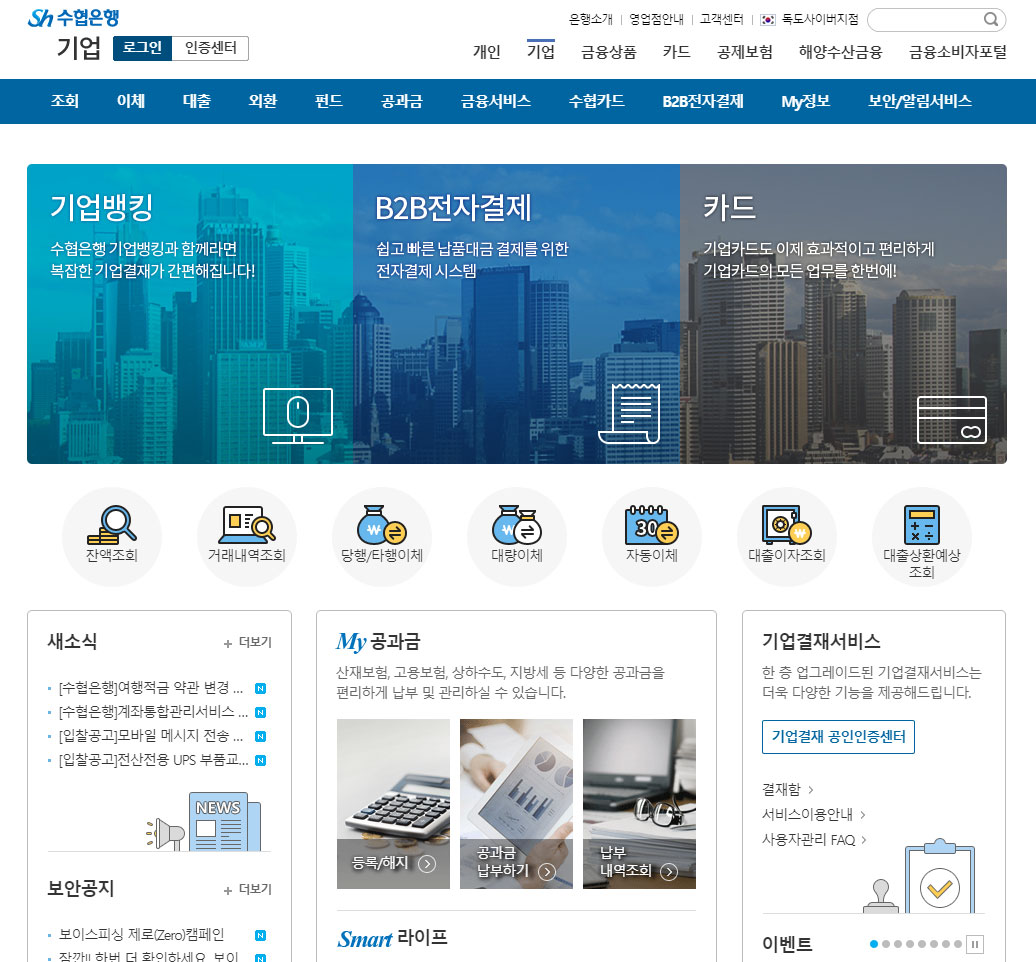 Sh 수협은행
은행소개 영업점안내 고객센터 독도사이버지점
기업 로그인 인증센터
개인 기업 금융상품 카드 공제보험 해양수산금융 금융소비자포털
조회 이체 대출 외환 펀드 공과금 금융서비스 수협카드 B2B전자결제 My정보 보안/알림서비스
기업뱅킹
수협은행 기업뱅킹과 함께라면
복잡한 기업결재가 간편해집니다!
B2B전자결제
쉽고 빠른 납품대금 결제를 위한
전자결제 시스템
카드
기업카드도 이제 효과적이고 편리하게
기업카드의 모든 업무를 한번에!
30
잔액조회
거래내역조회
당행/타행이체
대량이체
자동이체
대출이자조회
대출상환예상
조회
새소식
더보기
[수협은행]여행적금 약관 변경 ... N
[수협은행]계좌통합관리서비스 ... N
[입찰공고]모바일 메시지 전송 ... N
[입찰공고]전산전용 UPS 부품교... N
NEWS
보안공지
더보기
보이스피싱 제로(Zero)캠페인 N
잠깐!! 한번 더 확인하세요. 보이 N
My 공과금
산재보험, 고용보험, 상하수도, 지방세 등 다양한 공과금을
편리하게 납부 및 관리하실 수 있습니다.
등록/해지
공과금
납부하기
납부
내역조회
Smart 라이프
기업결재서비스
한 층 업그레이드된 기업결재서비스는
더욱 다양한 기능을 제공해드립니다.
기업결재 공인인증센터
결재함
서비스이용안내
사용자관리 FAQ
이벤트